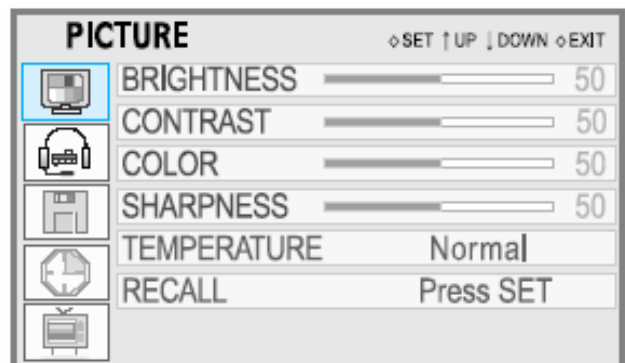 PICTURE ⋄SET ↑UP ↓DOWN ⋄EXIT
BRIGHTNESS 50
CONTRAST 50
COLOR 50
SHARPNESS 50
TEMPERATURE Normal
RECALL Press SET